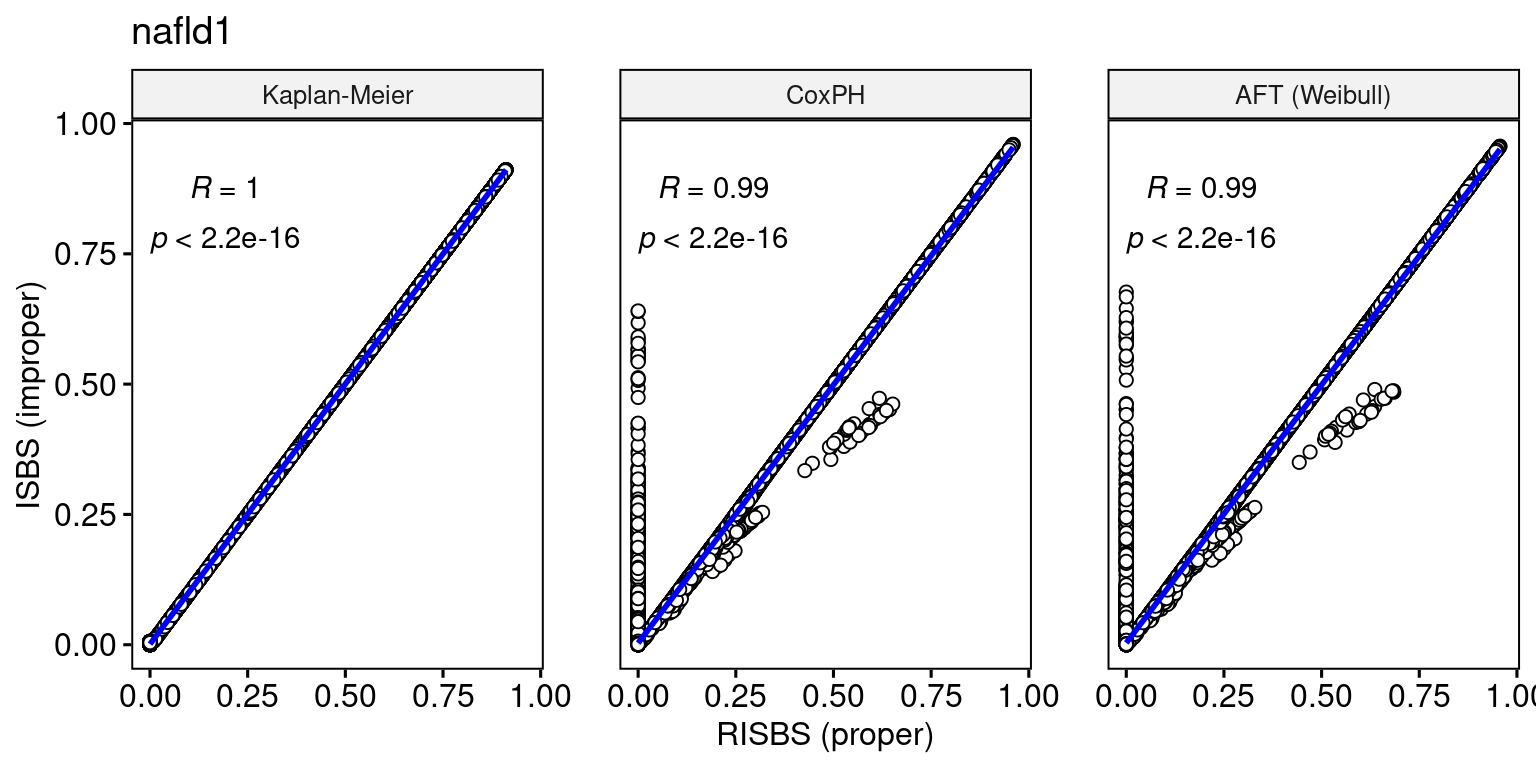 nafld1
Kaplan-Meier CoxPH AFT (Weibull)
ISBS (improper)
1.00
0.75
0.50
0.25
0.00
R = 1
p < 2.2e-16
R = 0.99
p < 2.2e-16
R = 0.99
p < 2.2e-16
0.00 0.25 0.50 0.75 1.00 0.00 0.25 0.50 0.75 1.00 0.00 0.25 0.50 0.75 1.00
RISBS (proper)